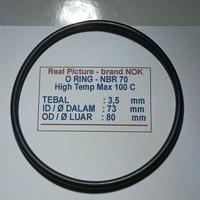 Real Picture - brand NOK
O RING - NBR 70
High Temp Max 100 C
TEBAL : 3,5 mm
ID / Ø DALAM : 73 mm
OD / Ø LUAR : 80 mm